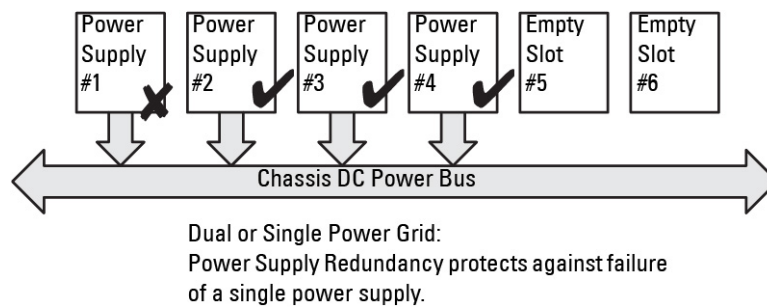 Power
Supply
#1
Power
Supply
#2
Power
Supply
#3
Power
Supply
#4
Empty
Slot
#5
Empty
Slot
#6
Chassis DC Power Bus
Dual or Single Power Grid:
Power Supply Redundancy protects against failure
of a single power supply.